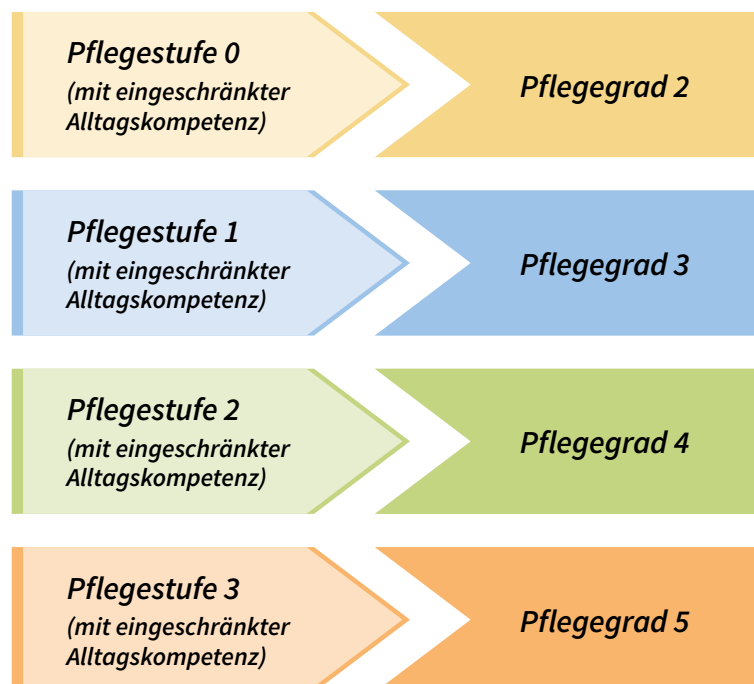 Pflegestufe 0
(mit eingeschränkter
Alltagskompetenz)
Pflegegrad 2
Pflegestufe 1
(mit eingeschränkter
Alltagskompetenz)
Pflegegrad 3
Pflegestufe 2
(mit eingeschränkter
Alltagskompetenz)
Pflegegrad 4
Pflegestufe 3
(mit eingeschränkter
Alltagskompetenz)
Pflegegrad 5